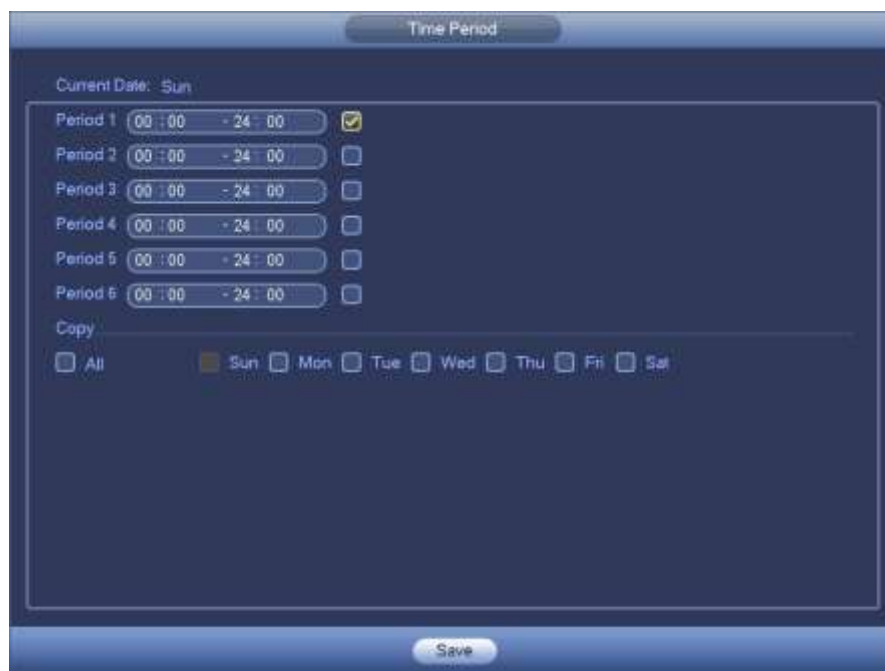 Time Period
Current Date: Sun
Period 1 00 : 00 - 24 : 00
Period 2 00 : 00 - 24 : 00
Period 3 00 : 00 - 24 : 00
Period 4 00 : 00 - 24 : 00
Period 5 00 : 00 - 24 : 00
Period 6 00 : 00 - 24 : 00
Copy
All Sun Mon Tue Wed Thu Fri Sat
Save